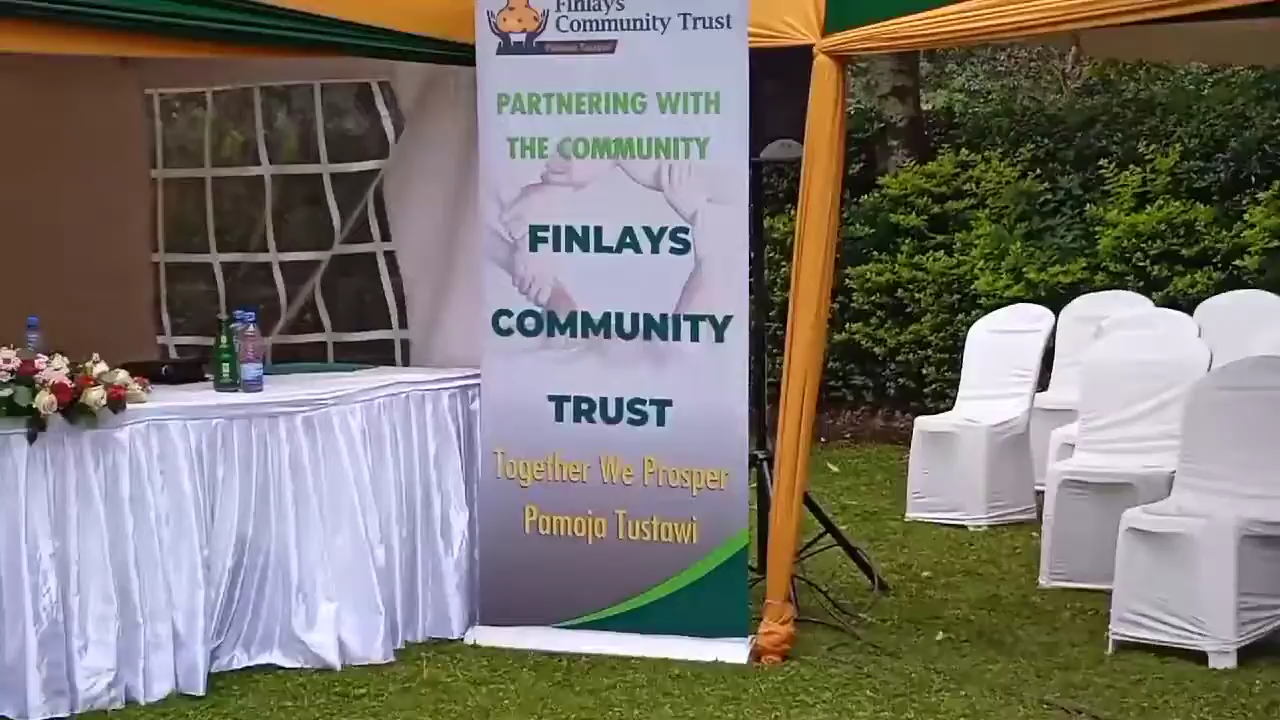 Finlays
Community Trust
Pamoja Tustawi
PARTNERING WITH
THE COMMUNITY
FINLAYS
COMMUNITY
TRUST
Together We Prosper
Pamoja Tustawi